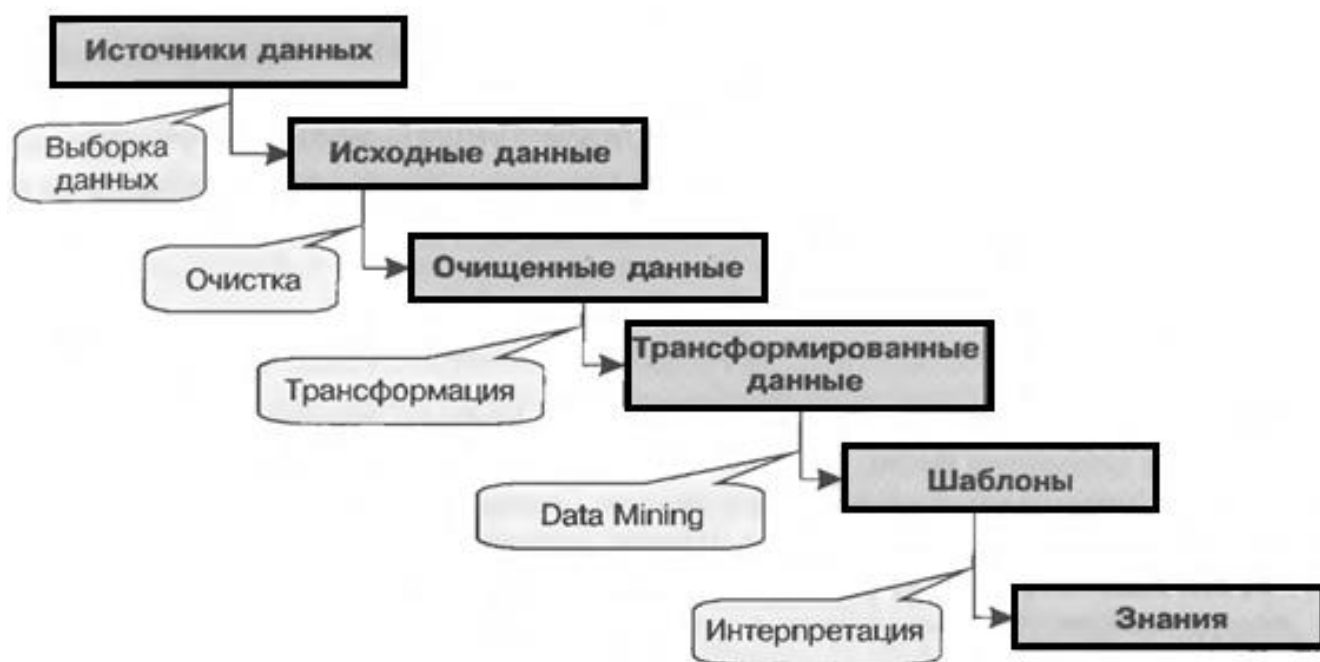 Источники данных
Выборка
данных
Исходные данные
Очистка
Очищенные данные
Трансформация
Трансформированные
данные
Data Mining
Шаблоны
Интерпретация
Знания